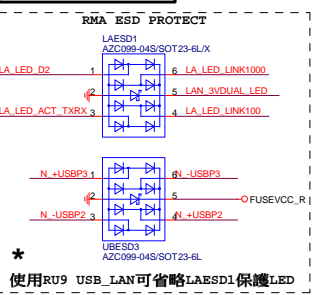 RMA ESD PROTECT
LAESD1
AZC099-04S/SOT23-6L/X
LA_LED_D2 1 6 LA_LED_LINK1000
2 5 LAN_3VDUAL_LED
LA_LED_ACT_TXRX 3 4 LA_LED_LINK100
N_+USBP3 1 6 N_-USBP3
2 5 FUSEVCC_R
N_-USBP2 3 4 N_+USBP2
UBESD3
AZC099-04S/SOT23-6L
*
使用RU9 USB_LAN可省略LAESD1保護LED